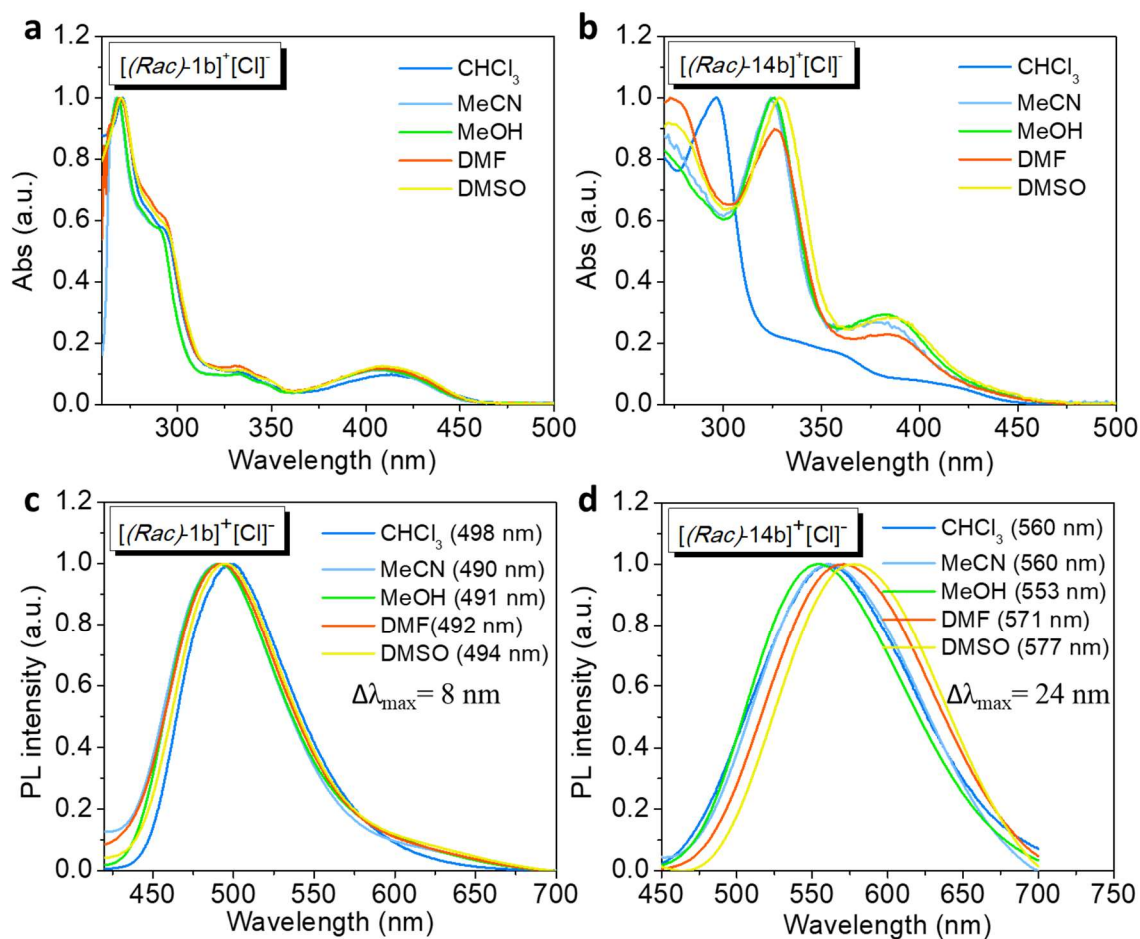 a
[(Rac)-1b]⁺[Cl]⁻
CHCl₃
MeCN
MeOH
DMF
DMSO
Abs (a.u.)
1.2
1.0
0.8
0.6
0.4
0.2
0.0
300 350 400 450 500
Wavelength (nm)
b
[(Rac)-14b]⁺[Cl]⁻
CHCl₃
MeCN
MeOH
DMF
DMSO
Abs (a.u.)
1.2
1.0
0.8
0.6
0.4
0.2
0.0
300 350 400 450 500
Wavelength (nm)
c
[(Rac)-1b]⁺[Cl]⁻
CHCl₃ (498 nm)
MeCN (490 nm)
MeOH (491 nm)
DMF(492 nm)
DMSO (494 nm)
Δλmax= 8 nm
PL intensity (a.u.)
1.2
1.0
0.8
0.6
0.4
0.2
0.0
450 500 550 600 650 700
Wavelength (nm)
d
[(Rac)-14b]⁺[Cl]⁻
CHCl₃ (560 nm)
MeCN (560 nm)
MeOH (553 nm)
DMF (571 nm)
DMSO (577 nm)
Δλmax= 24 nm
PL intensity (a.u.)
1.2
1.0
0.8
0.6
0.4
0.2
0.0
450 500 550 600 650 700 750
Wavelength (nm)